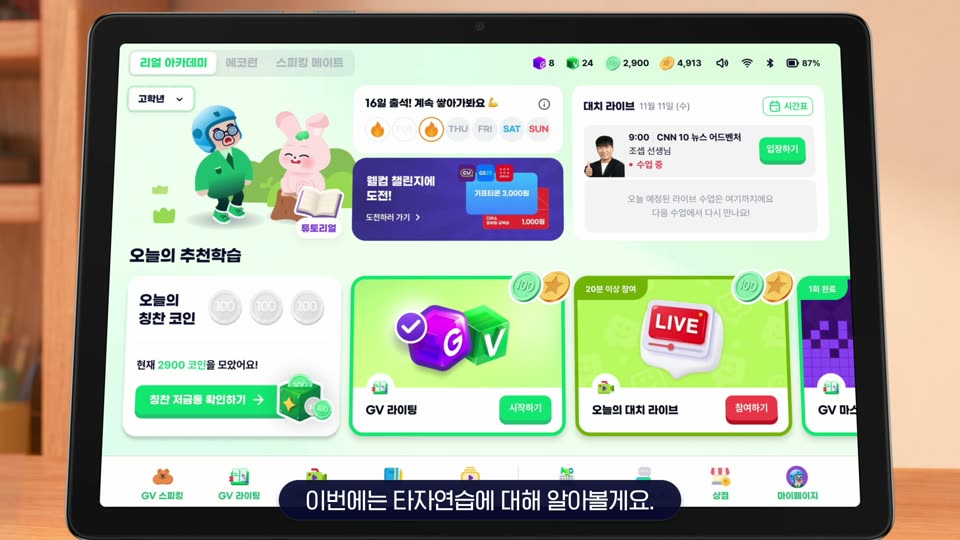 리얼 아카데미
에코런
스피킹 메이트
8
24
2,900
4,913
87%
고학년
튜토리얼
16일 출석! 계속 쌓아가봐요
THU FRI SAT SUN
웰컴 챌린지에
도전!
도전하러 가기 >
CU
GS25
기프티콘 3,000원
1,000원
대치 라이브 11월 11일 (수)
시간표
9:00 CNN 10 뉴스 어드벤처
조셉 선생님
• 수업 중
입장하기
오늘 예정된 라이브 수업은 여기까지에요
다음 수업에서 다시 만나요!
오늘의 추천학습
오늘의
칭찬 코인
100 100 100
현재 2900 코인을 모았어요!
칭찬 저금통 확인하기 →
100
100
G V
GV 라이팅
시작하기
20분 이상 참여
100
LIVE
오늘의 대치 라이브
참여하기
1회 완료
GV 마스
GV 스피킹
GV 라이팅
상점
마이페이지
이번에는 타자연습에 대해 알아볼게요.